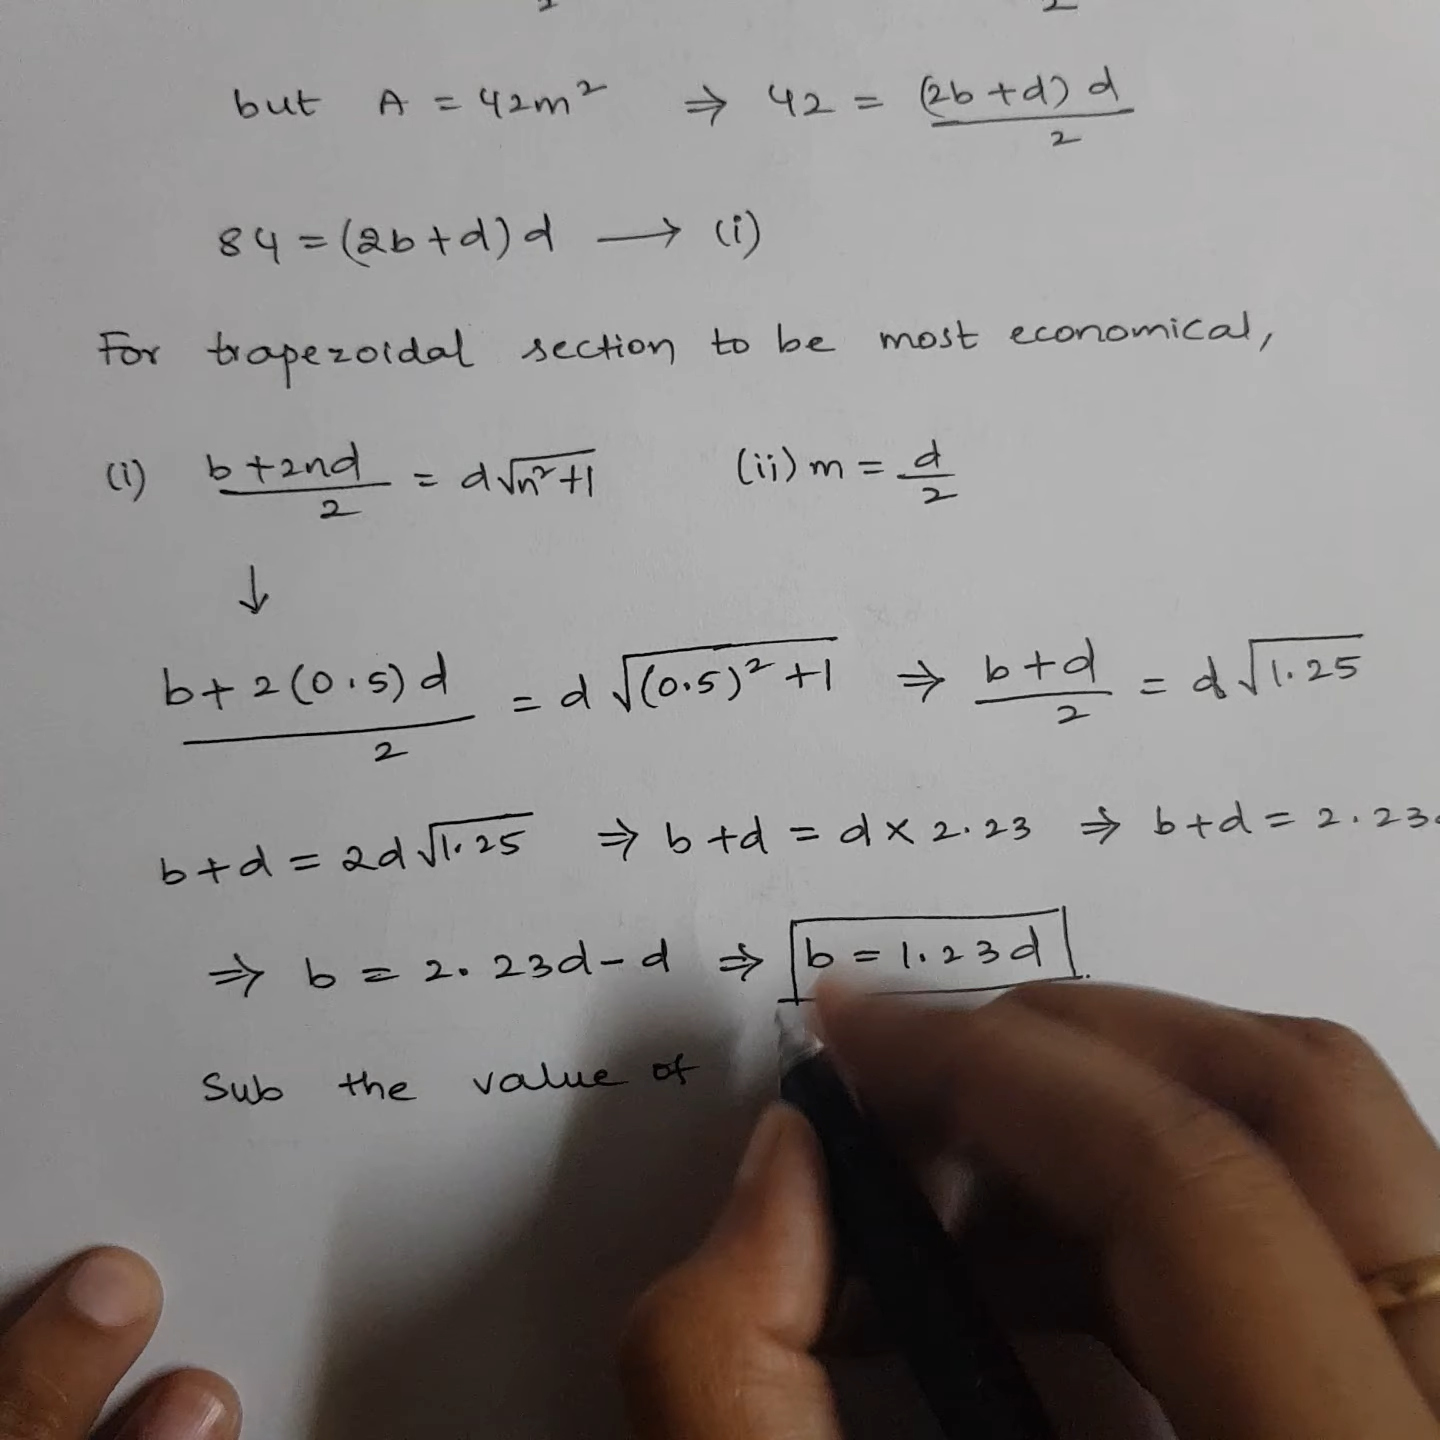 but A = 42m² ⇒ 42 = (2b+d)d/2
84 = (2b+d)d ⟶ (i)
For trapezoidal section to be most economical,
(i) b+2nd/2 = d√(n²+1) (ii) m = d/2
↓
b+2(0.5)d/2 = d√((0.5)²+1) ⇒ b+d/2 = d√1.25
b+d = 2d√1.25 ⇒ b+d = d×2.23 ⇒ b+d = 2.23
⇒ b = 2.23d-d ⇒ b = 1.23d
Sub the value of